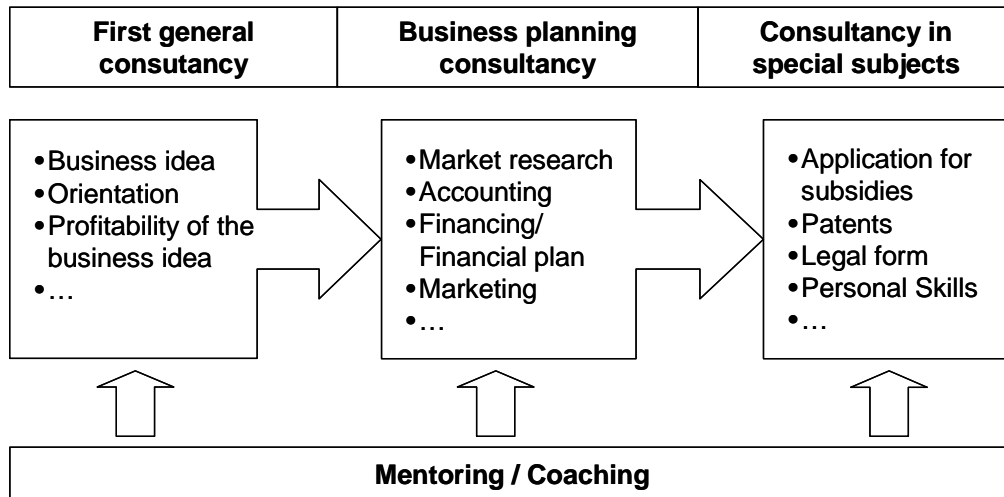 First general
consutancy
Business planning
consultancy
Consultancy in
special subjects
•Business idea
•Orientation
•Profitability of the
business idea
•…
•Market research
•Accounting
•Financing/
Financial plan
•Marketing
•…
•Application for
subsidies
•Patents
•Legal form
•Personal Skills
•…
Mentoring / Coaching